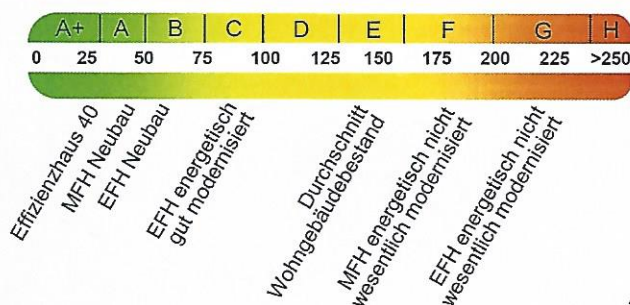 A+ A B C D E F G H
0 25 50 75 100 125 150 175 200 225 >250
Effizienzhaus 40
MFH Neubau
EFH Neubau
EFH energetisch
gut modernisiert
Durchschnitt
Wohngebäudebestand
MFH energetisch nicht
wesentlich modernisiert
EFH energetisch nicht
wesentlich modernisiert